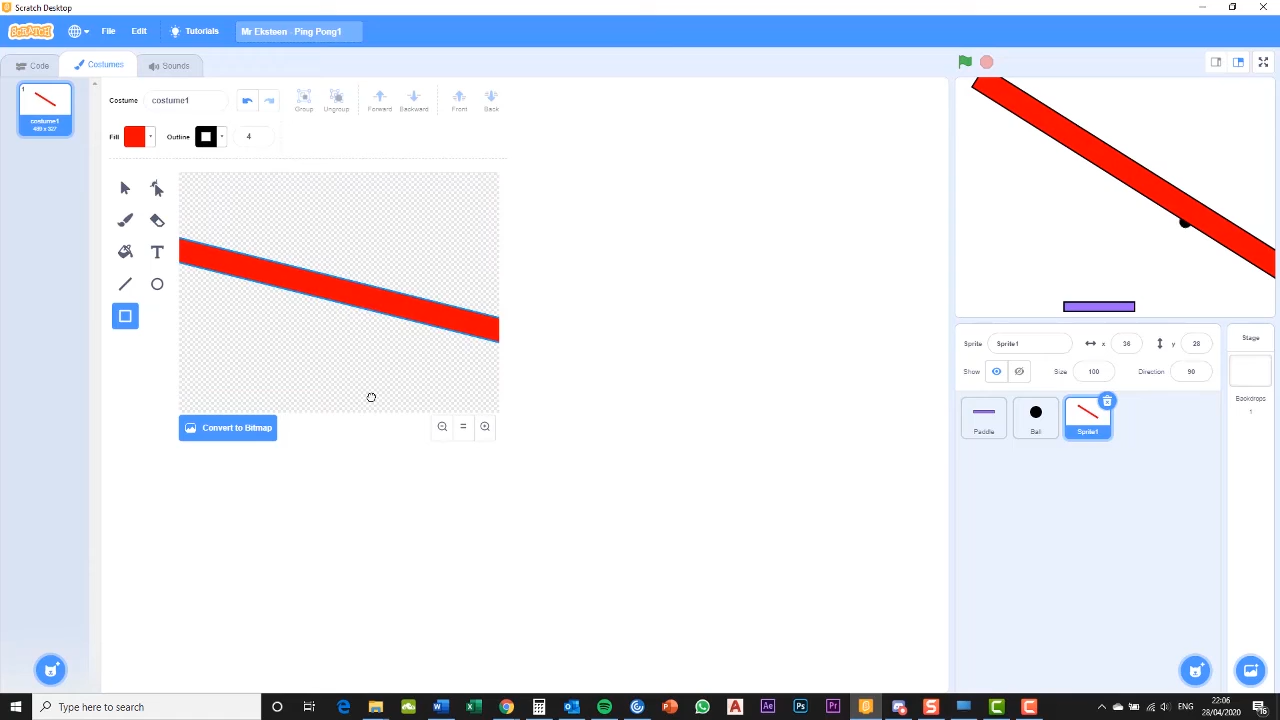 Scratch Desktop
SCRATCH File Edit Tutorials Mr Eksteen - Ping Pong1
Code Costumes Sounds
1
costume1
Costume costume1 Group Ungroup Forward Backward Front Back
Fill Outline 4
Convert to Bitmap
Sprite Sprite1 x 36 y 28
Show Size 100 Direction 90
Paddle Ball Sprite1
Stage
Backdrops
1
Type here to search
ENG
22:06
28/04/2020